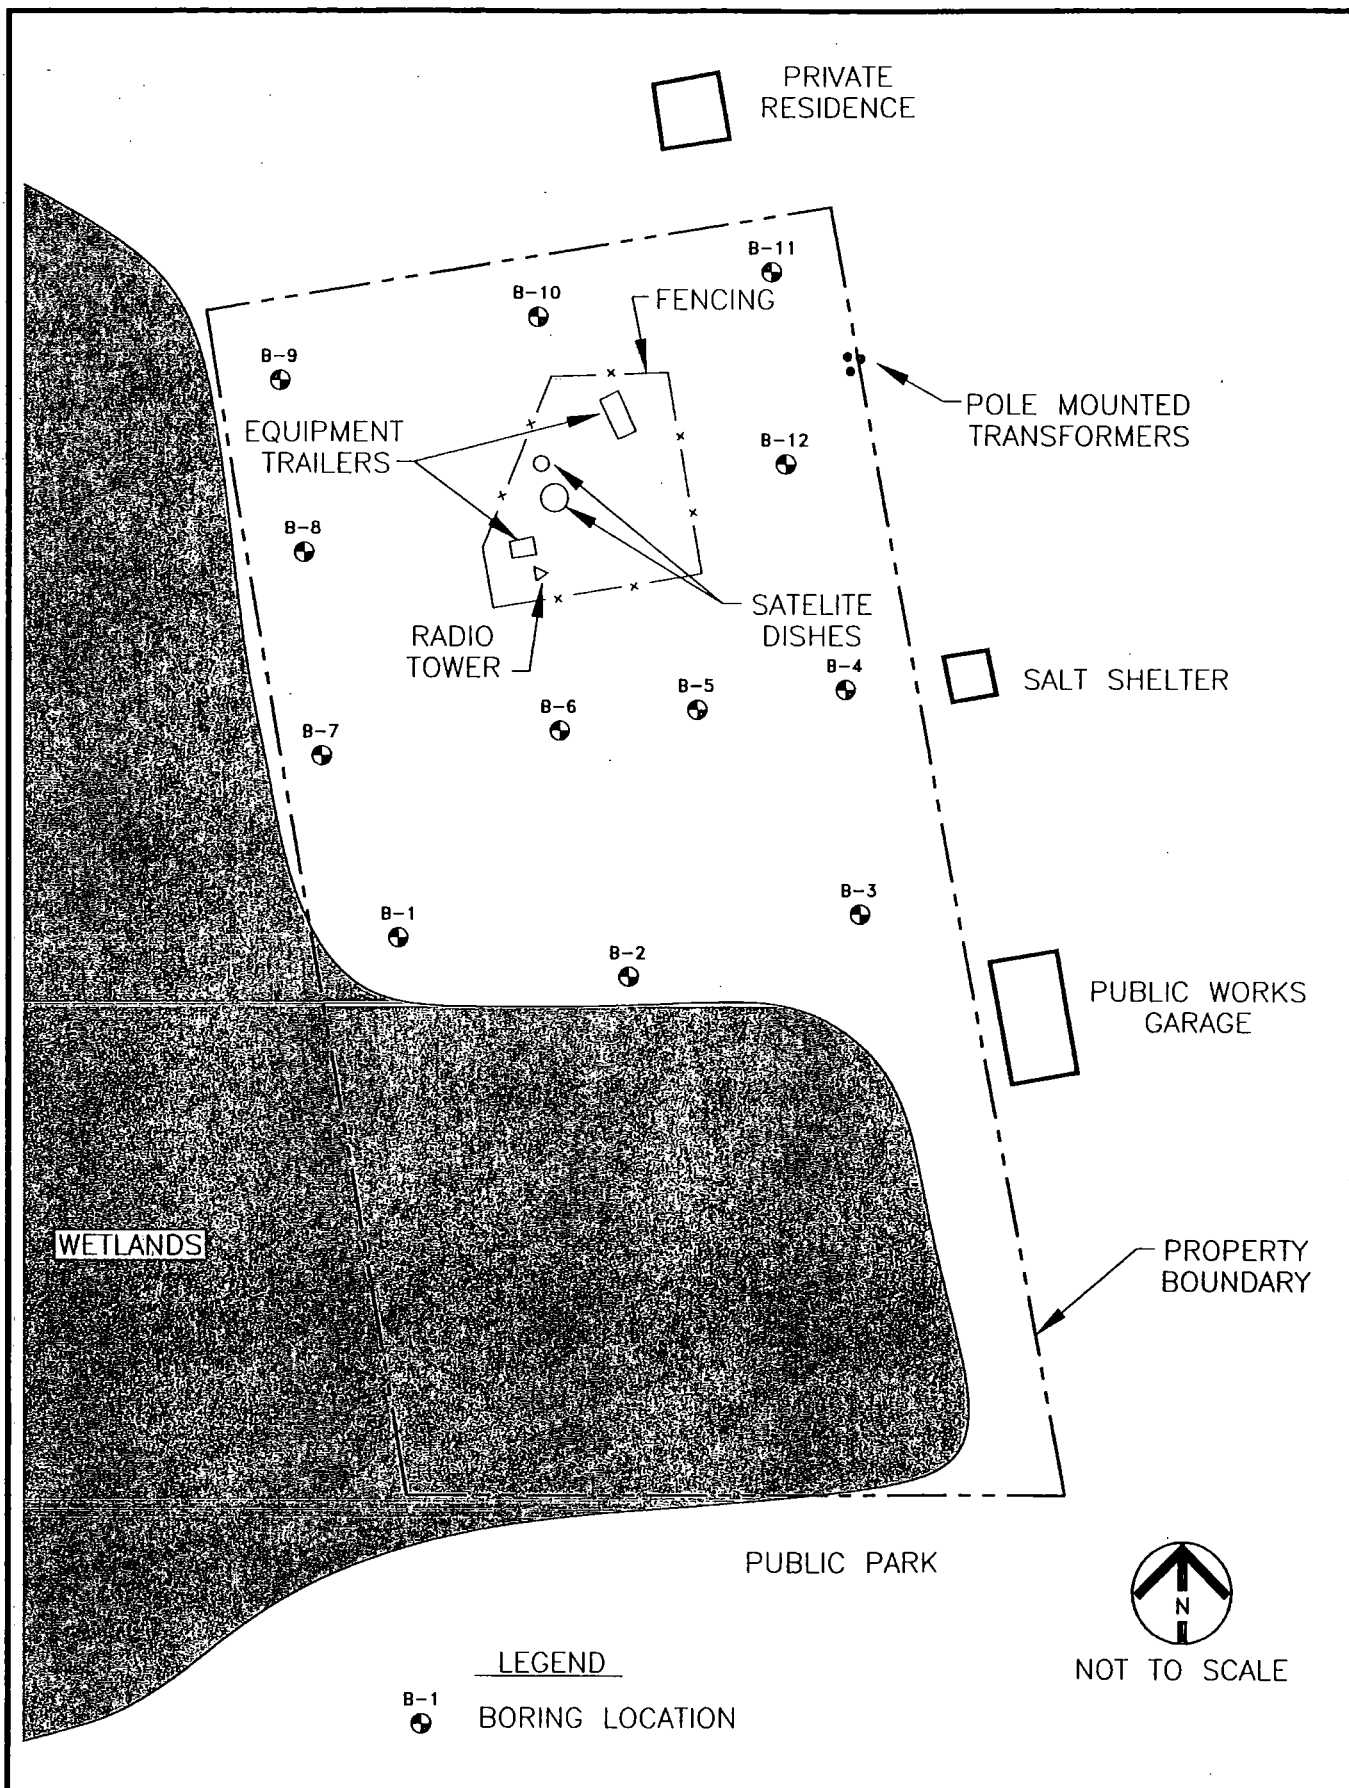 PRIVATE
RESIDENCE
B-11
B-10
FENCING
B-9
POLE MOUNTED
TRANSFORMERS
EQUIPMENT
TRAILERS
B-12
B-8
SATELITE
DISHES
RADIO
TOWER
B-4
SALT SHELTER
B-5
B-6
B-7
B-3
B-1
B-2
PUBLIC WORKS
GARAGE
WETLANDS
PROPERTY
BOUNDARY
PUBLIC PARK
N
NOT TO SCALE
LEGEND
B-1
BORING LOCATION